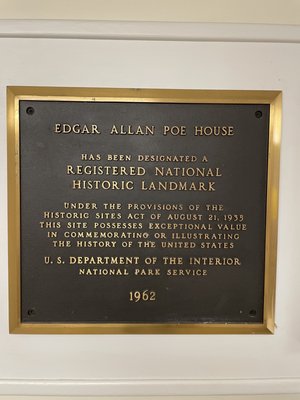 EDGAR ALLAN POE HOUSE
HAS BEEN DESIGNATED A
REGISTERED NATIONAL
HISTORIC LANDMARK
UNDER THE PROVISIONS OF THE
HISTORIC SITES ACT OF AUGUST 21, 1935
THIS SITE POSSESSES EXCEPTIONAL VALUE
IN COMMEMORATING OR ILLUSTRATING
THE HISTORY OF THE UNITED STATES
U. S. DEPARTMENT OF THE INTERIOR
NATIONAL PARK SERVICE
1962